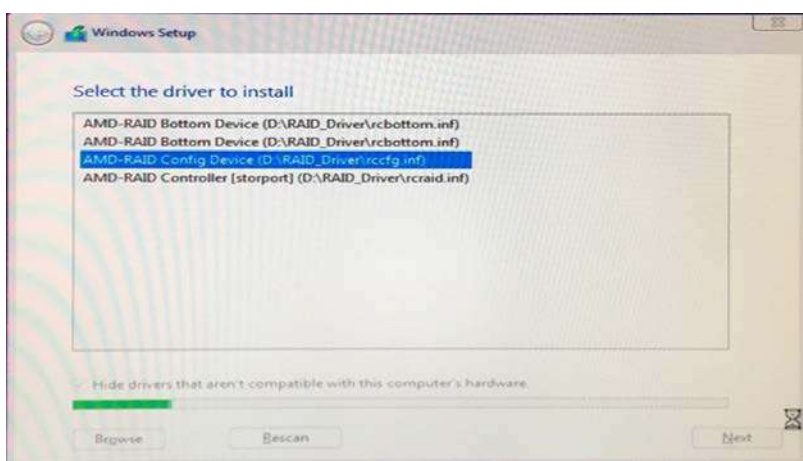 Windows Setup
Select the driver to install
AMD-RAID Bottom Device (D:\RAID_Driver\rcbottom.inf)
AMD-RAID Bottom Device (D:\RAID_Driver\rcbottom.inf)
AMD-RAID Config Device (D:\RAID_Driver\rccfg.inf)
AMD-RAID Controller [storport] (D:\RAID_Driver\rcraid.inf)
Hide drivers that aren't compatible with this computer's hardware.
Browse Rescan Next